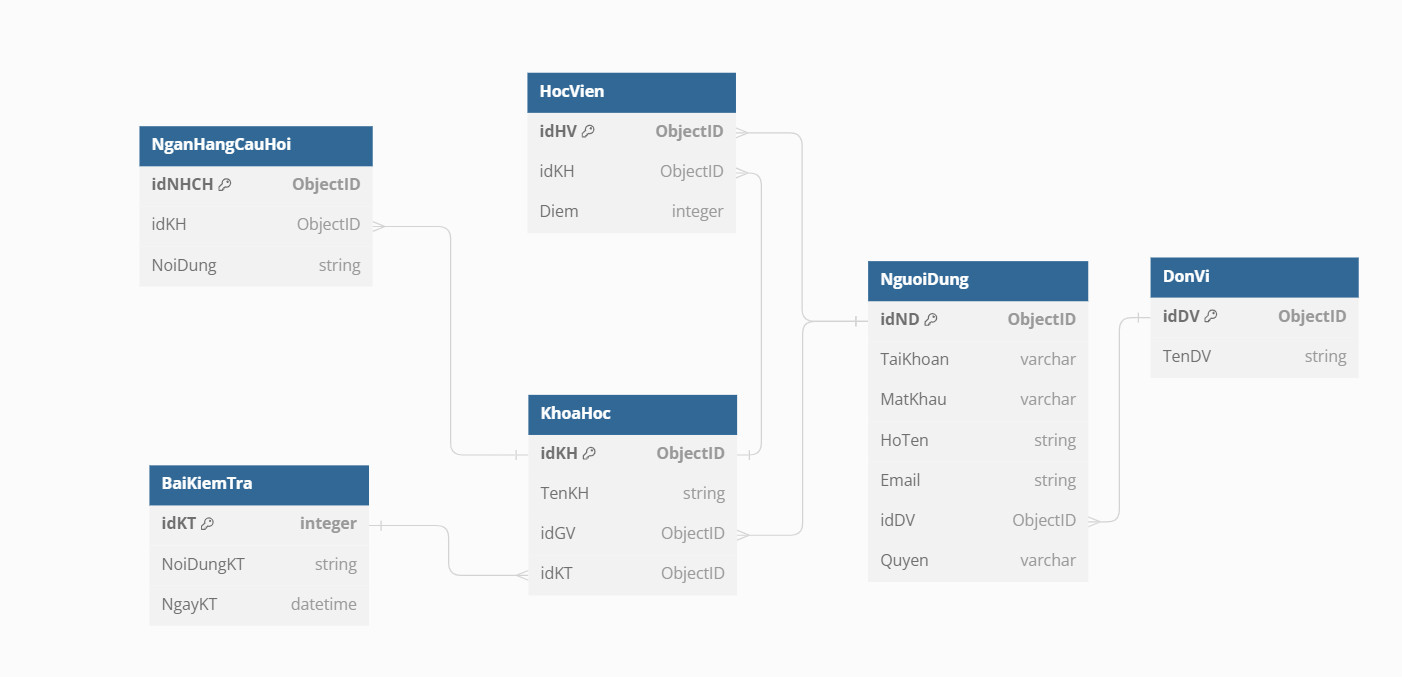 NganHangCauHoi
idNHCH ObjectID
idKH ObjectID
NoiDung string
HocVien
idHV ObjectID
idKH ObjectID
Diem integer
BaiKiemTra
idKT integer
NoiDungKT string
NgayKT datetime
KhoaHoc
idKH ObjectID
TenKH string
idGV ObjectID
idKT ObjectID
NguoiDung
idND ObjectID
TaiKhoan varchar
MatKhau varchar
HoTen string
Email string
idDV ObjectID
Quyen varchar
DonVi
idDV ObjectID
TenDV string